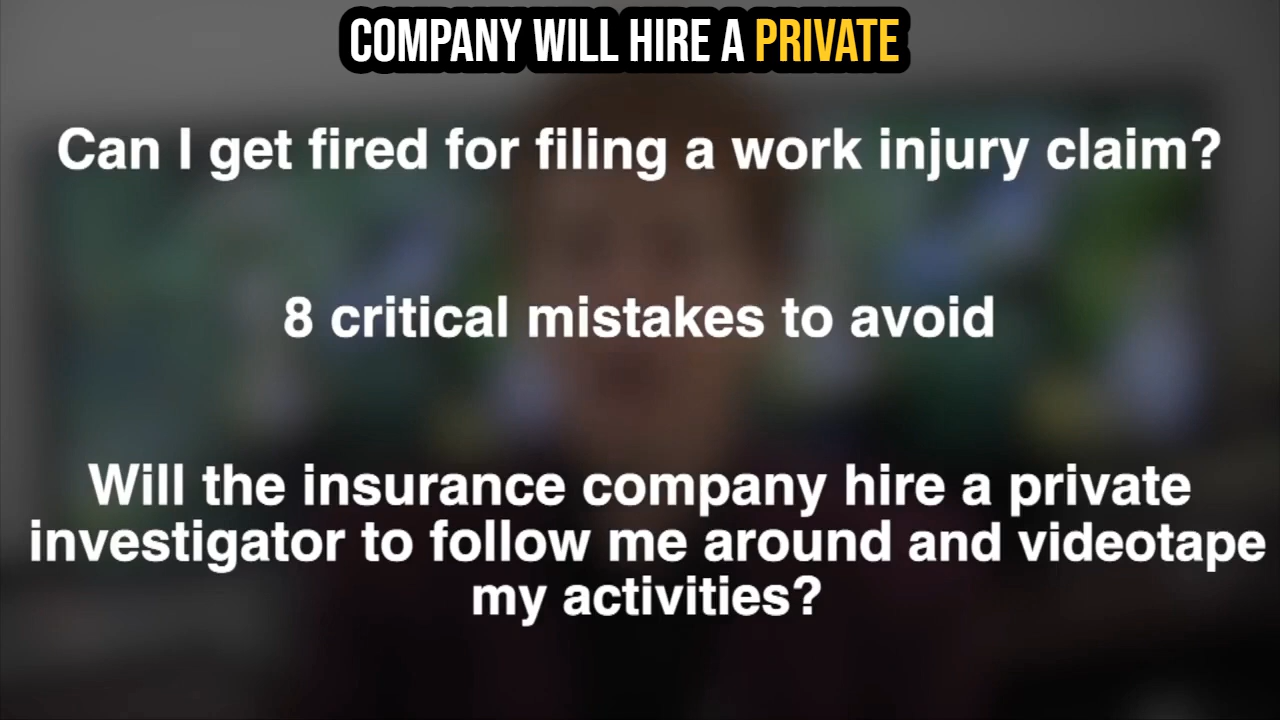 COMPANY WILL HIRE A PRIVATE
Can I get fired for filing a work injury claim?
8 critical mistakes to avoid
Will the insurance company hire a private
investigator to follow me around and videotape
my activities?